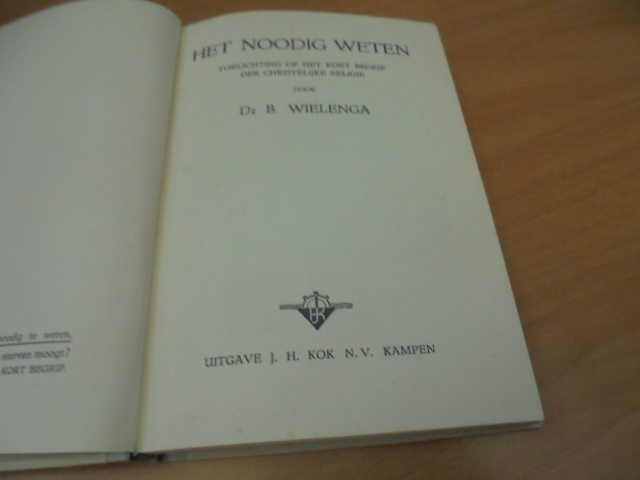 noodig te weten,
sterven moogt?
KORT BEGRIP.
HET NOODIG WETEN
TOELICHTING OP HET KORT BEGRIP
DER CHRISTELIJKE RELIGIE
DOOR
Dr B. WIELENGA
UITGAVE J. H. KOK N.V. KAMPEN